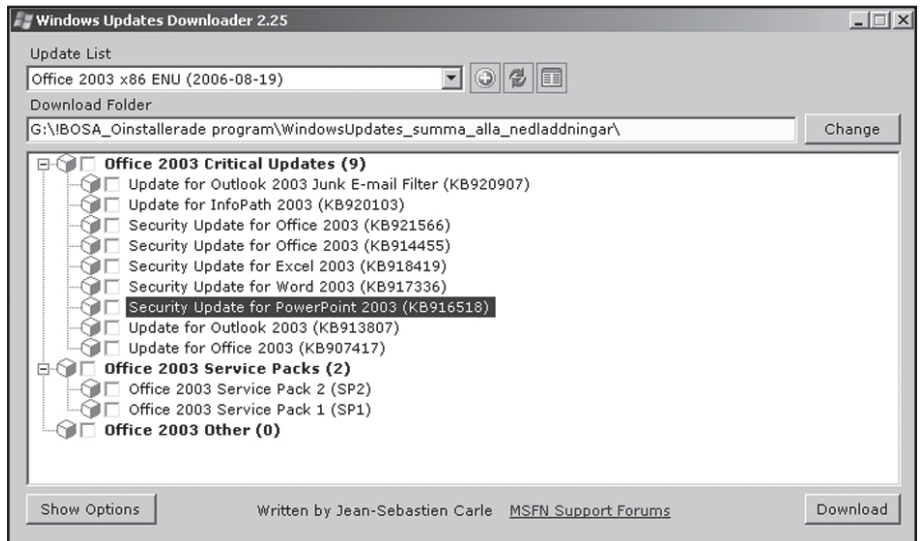 Windows Updates Downloader 2.25
Update List
Office 2003 x86 ENU (2006-08-19)
Download Folder
G:\!BOSA_Oinstallerade program\WindowsUpdates_summa_alla_nedladdningar\
Change
Office 2003 Critical Updates (9)
Update for Outlook 2003 Junk E-mail Filter (KB920907)
Update for InfoPath 2003 (KB920103)
Security Update for Office 2003 (KB921566)
Security Update for Office 2003 (KB914455)
Security Update for Excel 2003 (KB918419)
Security Update for Word 2003 (KB917336)
Security Update for PowerPoint 2003 (KB916518)
Update for Outlook 2003 (KB913807)
Update for Office 2003 (KB907417)
Office 2003 Service Packs (2)
Office 2003 Service Pack 2 (SP2)
Office 2003 Service Pack 1 (SP1)
Office 2003 Other (0)
Show Options
Written by Jean-Sebastien Carle MSFN Support Forums
Download